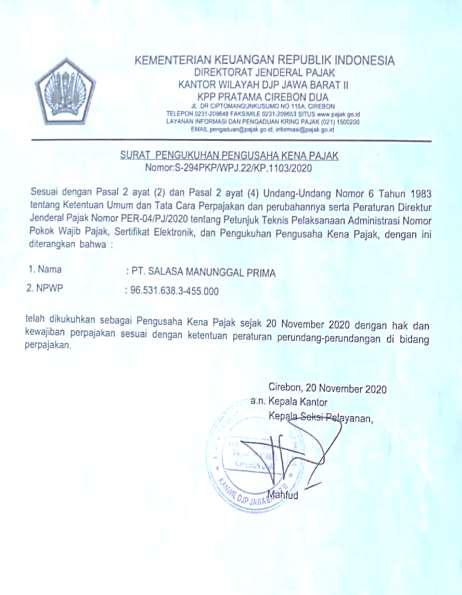 KEMENTERIAN KEUANGAN REPUBLIK INDONESIA
DIREKTORAT JENDERAL PAJAK
KANTOR WILAYAH DJP JAWA BARAT II
KPP PRATAMA CIREBON DUA
JL. DR CIPTOMANGUNKUSUMO NO 115A, CIREBON
TELEPON 0231-209648 FAKSIMILE 0231-209653 SITUS www.pajak.go.id
LAYANAN INFORMASI DAN PENGADUAN KRING PAJAK (021) 1500200
EMAIL pengaduan@pajak.go.id, informasi@pajak.go.id
SURAT PENGUKUHAN PENGUSAHA KENA PAJAK
Nomor:S-294PKP/WPJ.22/KP.1103/2020
Sesuai dengan Pasal 2 ayat (2) dan Pasal 2 ayat (4) Undang-Undang Nomor 6 Tahun 1983
tentang Ketentuan Umum dan Tata Cara Perpajakan dan perubahannya serta Peraturan Direktur
Jenderal Pajak Nomor PER-04/PJ/2020 tentang Petunjuk Teknis Pelaksanaan Administrasi Nomor
Pokok Wajib Pajak, Sertifikat Elektronik, dan Pengukuhan Pengusaha Kena Pajak, dengan ini
diterangkan bahwa :
1. Nama : PT. SALASA MANUNGGAL PRIMA
2. NPWP : 96.531.638.3-455.000
telah dikukuhkan sebagai Pengusaha Kena Pajak sejak 20 November 2020 dengan hak dan
kewajiban perpajakan sesuai dengan ketentuan peraturan perundang-perundangan di bidang
perpajakan.
Cirebon, 20 November 2020
a.n. Kepala Kantor
Kepala Seksi Pelayanan,
KANWIL DJP JAWA
Mahfud